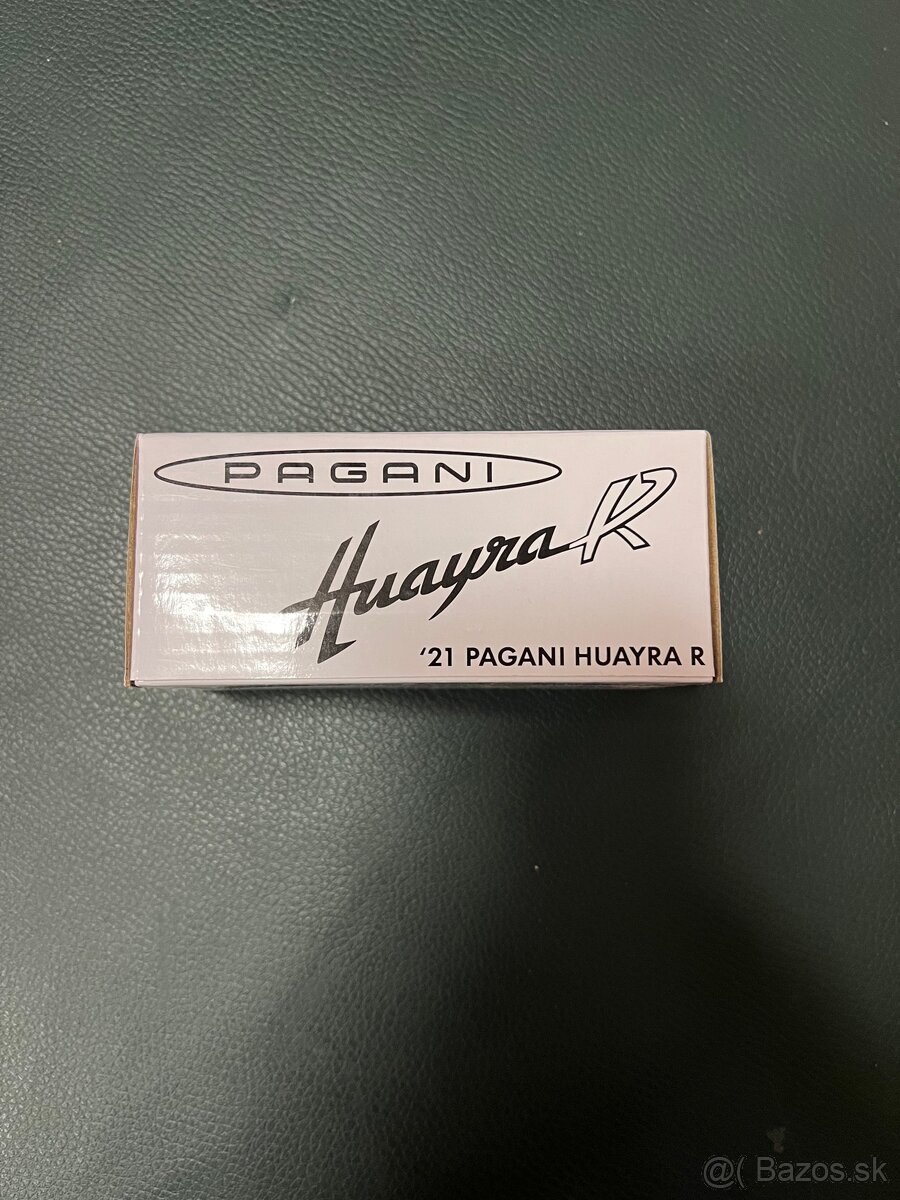 PAGANI
Huayra R
‘21 PAGANI HUAYRA R
@( Bazos.sk